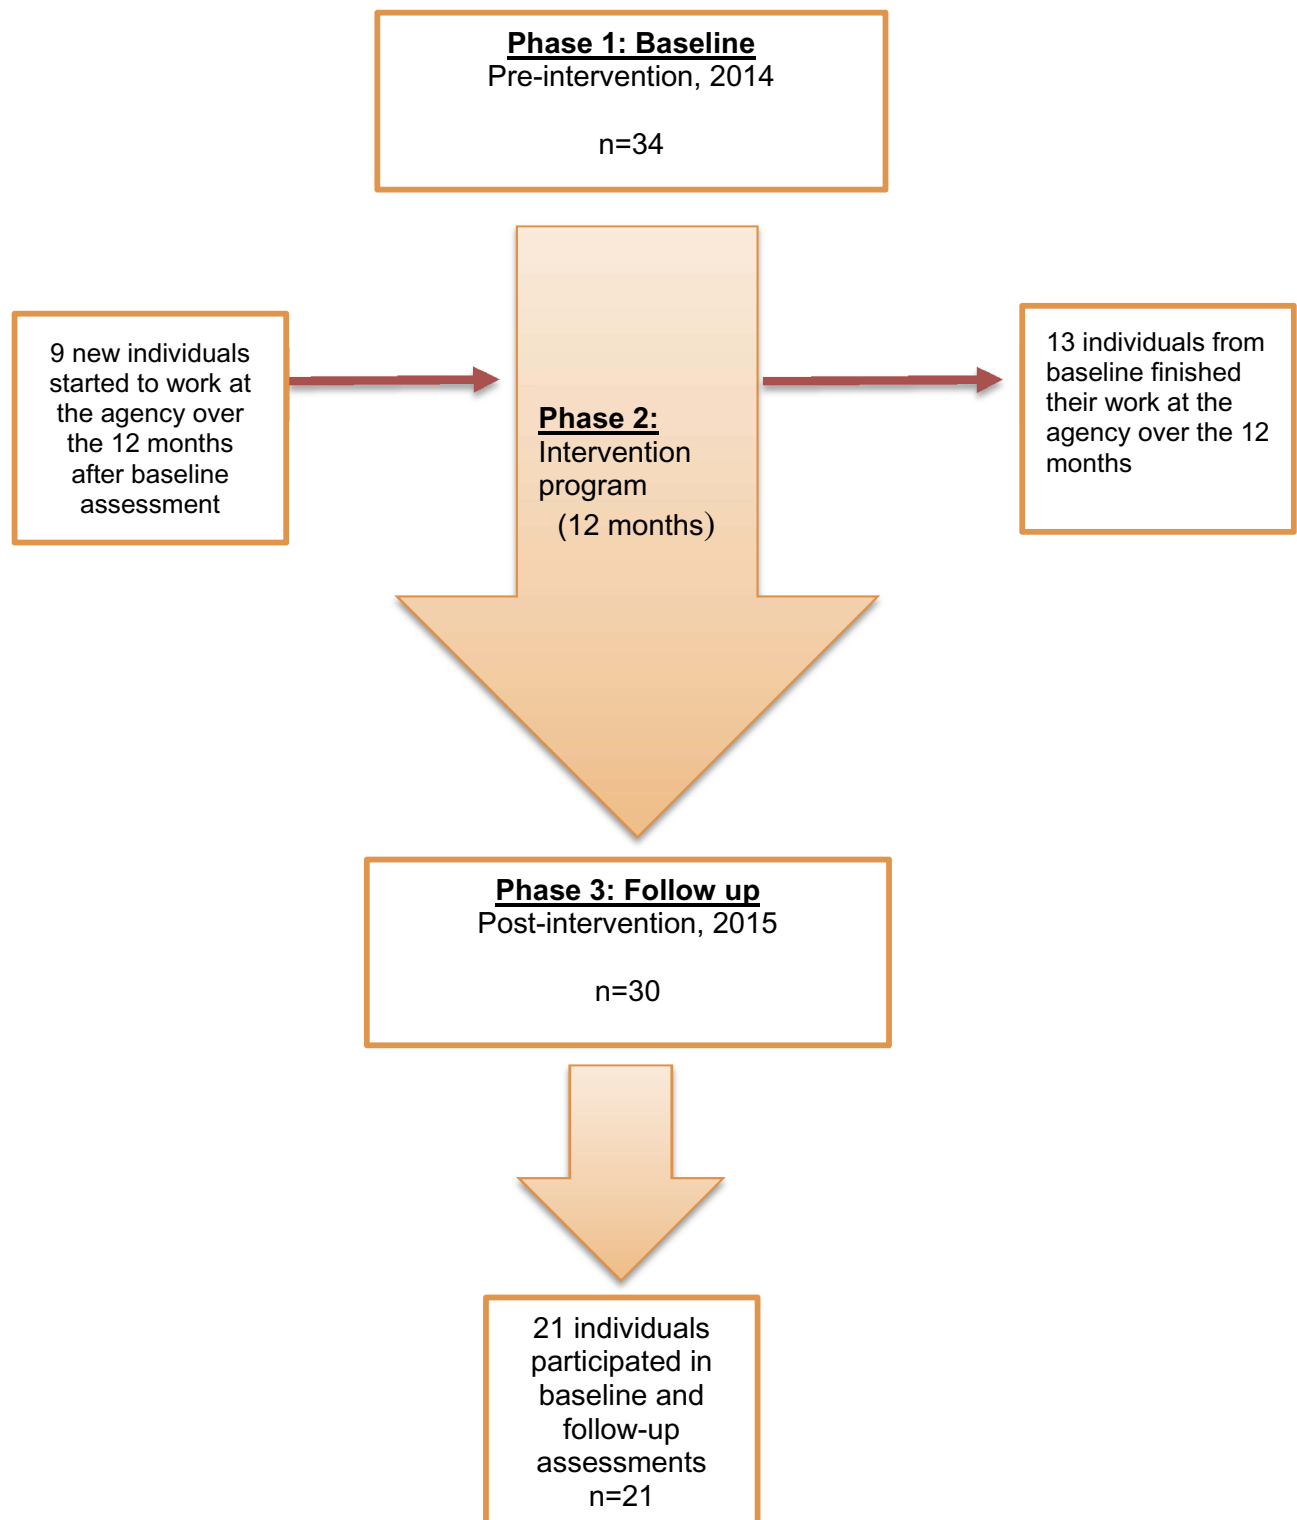 Phase 1: Baseline
Pre-intervention, 2014
n=34
9 new individuals
started to work at
the agency over
the 12 months
after baseline
assessment
Phase 2:
Intervention
program
(12 months)
13 individuals from
baseline finished
their work at the
agency over the 12
months
Phase 3: Follow up
Post-intervention, 2015
n=30
21 individuals
participated in
baseline and
follow-up
assessments
n=21